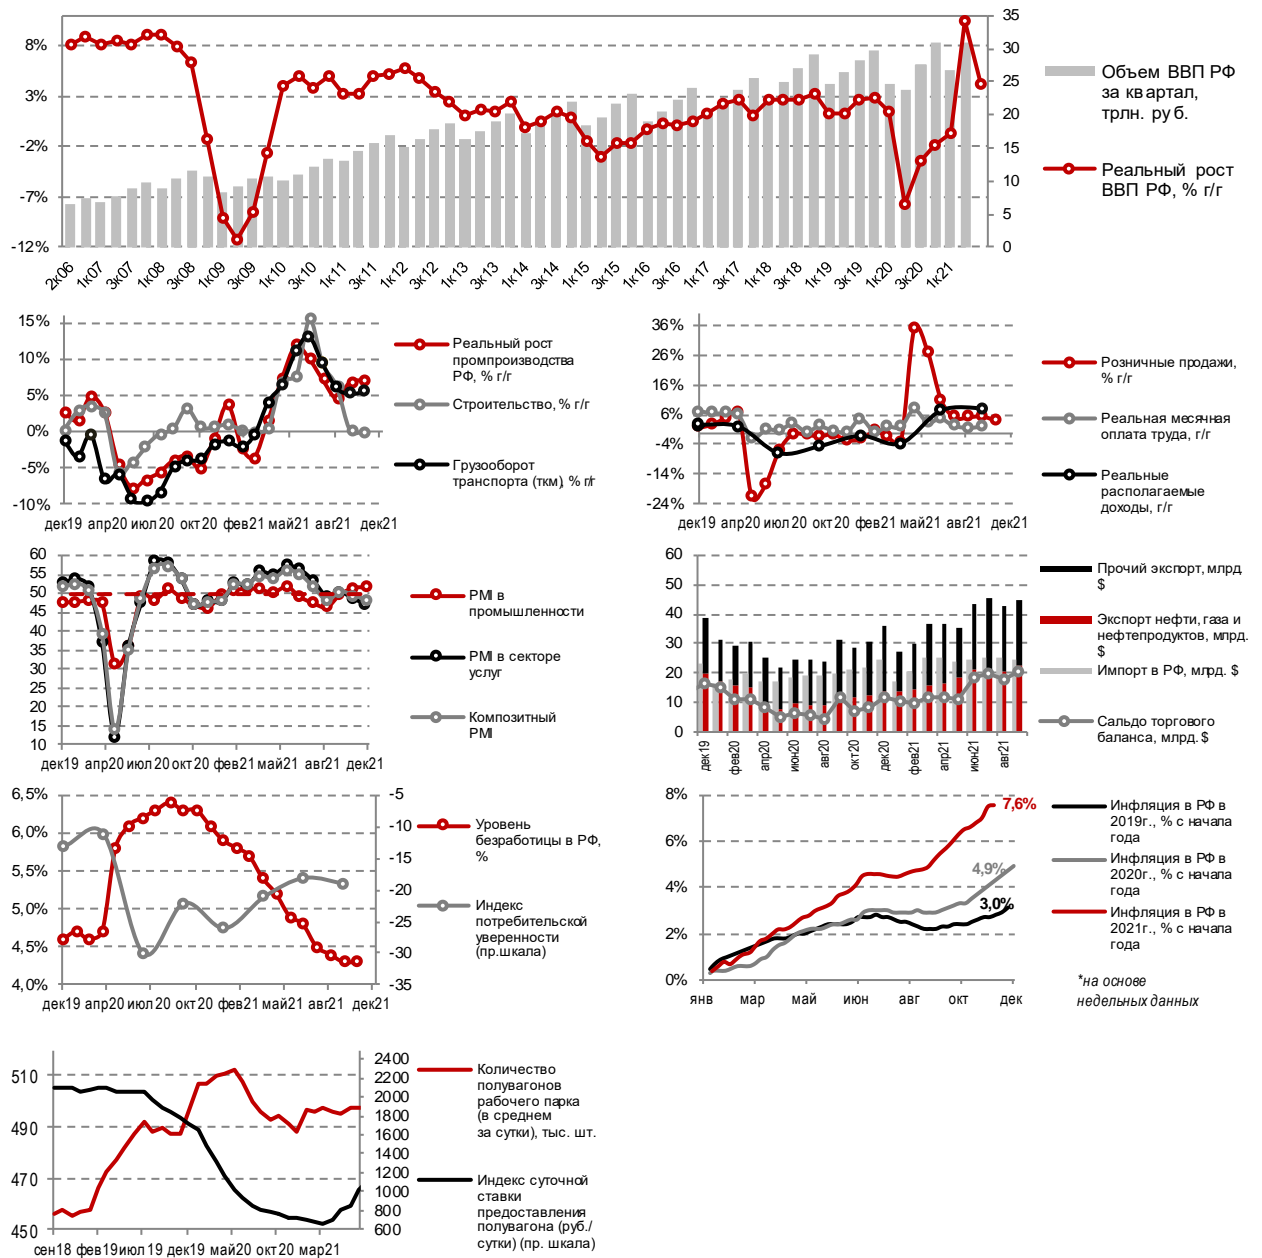 8%
3%
-2%
-7%
-12%
35
30
25
20
15
10
5
0
2к06
1к07
3к07
1к08
3к08
1к09
3к09
1к10
3к10
1к11
3к11
1к12
3к12
1к13
3к13
1к14
3к14
1к15
3к15
1к16
3к16
1к17
3к17
1к18
3к18
1к19
3к19
1к20
3к20
1к21
Объем ВВП РФ
за квартал,
трлн. руб.
Реальный рост
ВВП РФ, % г/г
15%
10%
5%
0%
-5%
-10%
дек19 апр20 июл20 окт20 фев21 май21 авг21 дек21
Реальный рост
промпроизводства
РФ, % г/г
Строительство, % г/г
Грузооборот
транспорта (ткм), % г/г
36%
26%
16%
6%
-4%
-14%
-24%
дек19 апр20 июл20 окт20 фев21 май21 авг21 дек21
Розничные продажи,
% г/г
Реальная месячная
оплата труда, г/г
Реальные
располагаемые
доходы, г/г
60
55
50
45
40
35
30
25
20
15
10
дек19 апр20 июл20 окт20 фев21 май21 авг21 дек21
PMI в
промышленности
PMI в секторе
услуг
Композитный
PMI
60
50
40
30
20
10
0
дек19
фев20
апр20
июн20
авг20
окт20
дек20
фев21
апр21
июн21
авг21
Прочий экспорт, млрд.
$
Экспорт нефти, газа и
нефтепродуктов, млрд.
$
Импорт в РФ, млрд. $
Сальдо торгового
баланса, млрд. $
6,5%
6,0%
5,5%
5,0%
4,5%
4,0%
-5
-10
-15
-20
-25
-30
-35
дек19 апр20 июл20 окт20 фев21 май21 авг21 дек21
Уровень
безработицы в РФ,
%
Индекс
потребительской
уверенности
(пр.шкала)
8%
6%
4%
2%
0%
7,6%
4,9%
3,0%
янв мар май июн авг окт дек
Инфляция в РФ в
2019г., % с начала
года
Инфляция в РФ в
2020г., % с начала
года
Инфляция в РФ в
2021г., % с начала
года
*на основе
недельных данных
510
490
470
450
2400
2200
2000
1800
1600
1400
1200
1000
800
600
сен18 фев19 июл19 дек19 май20 окт20 мар21
Количество
полувагонов
рабочего парка
(в среднем
за сутки), тыс. шт.
Индекс суточной
ставки
предоставления
полувагона (руб./
сутки) (пр. шкала)